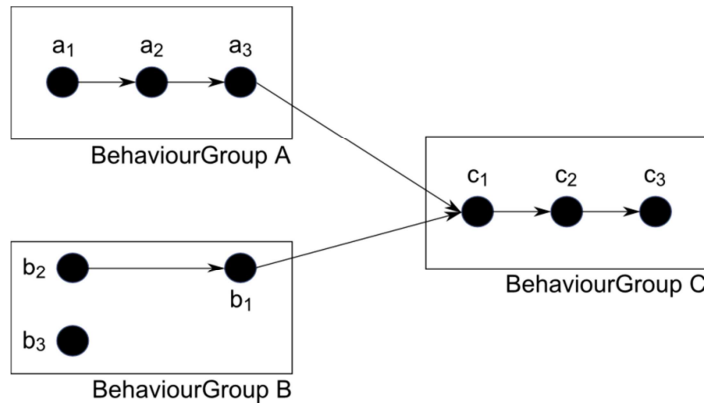 a₁ a₂ a₃
BehaviourGroup A
c₁ c₂ c₃
BehaviourGroup C
b₂
b₁
b₃
BehaviourGroup B